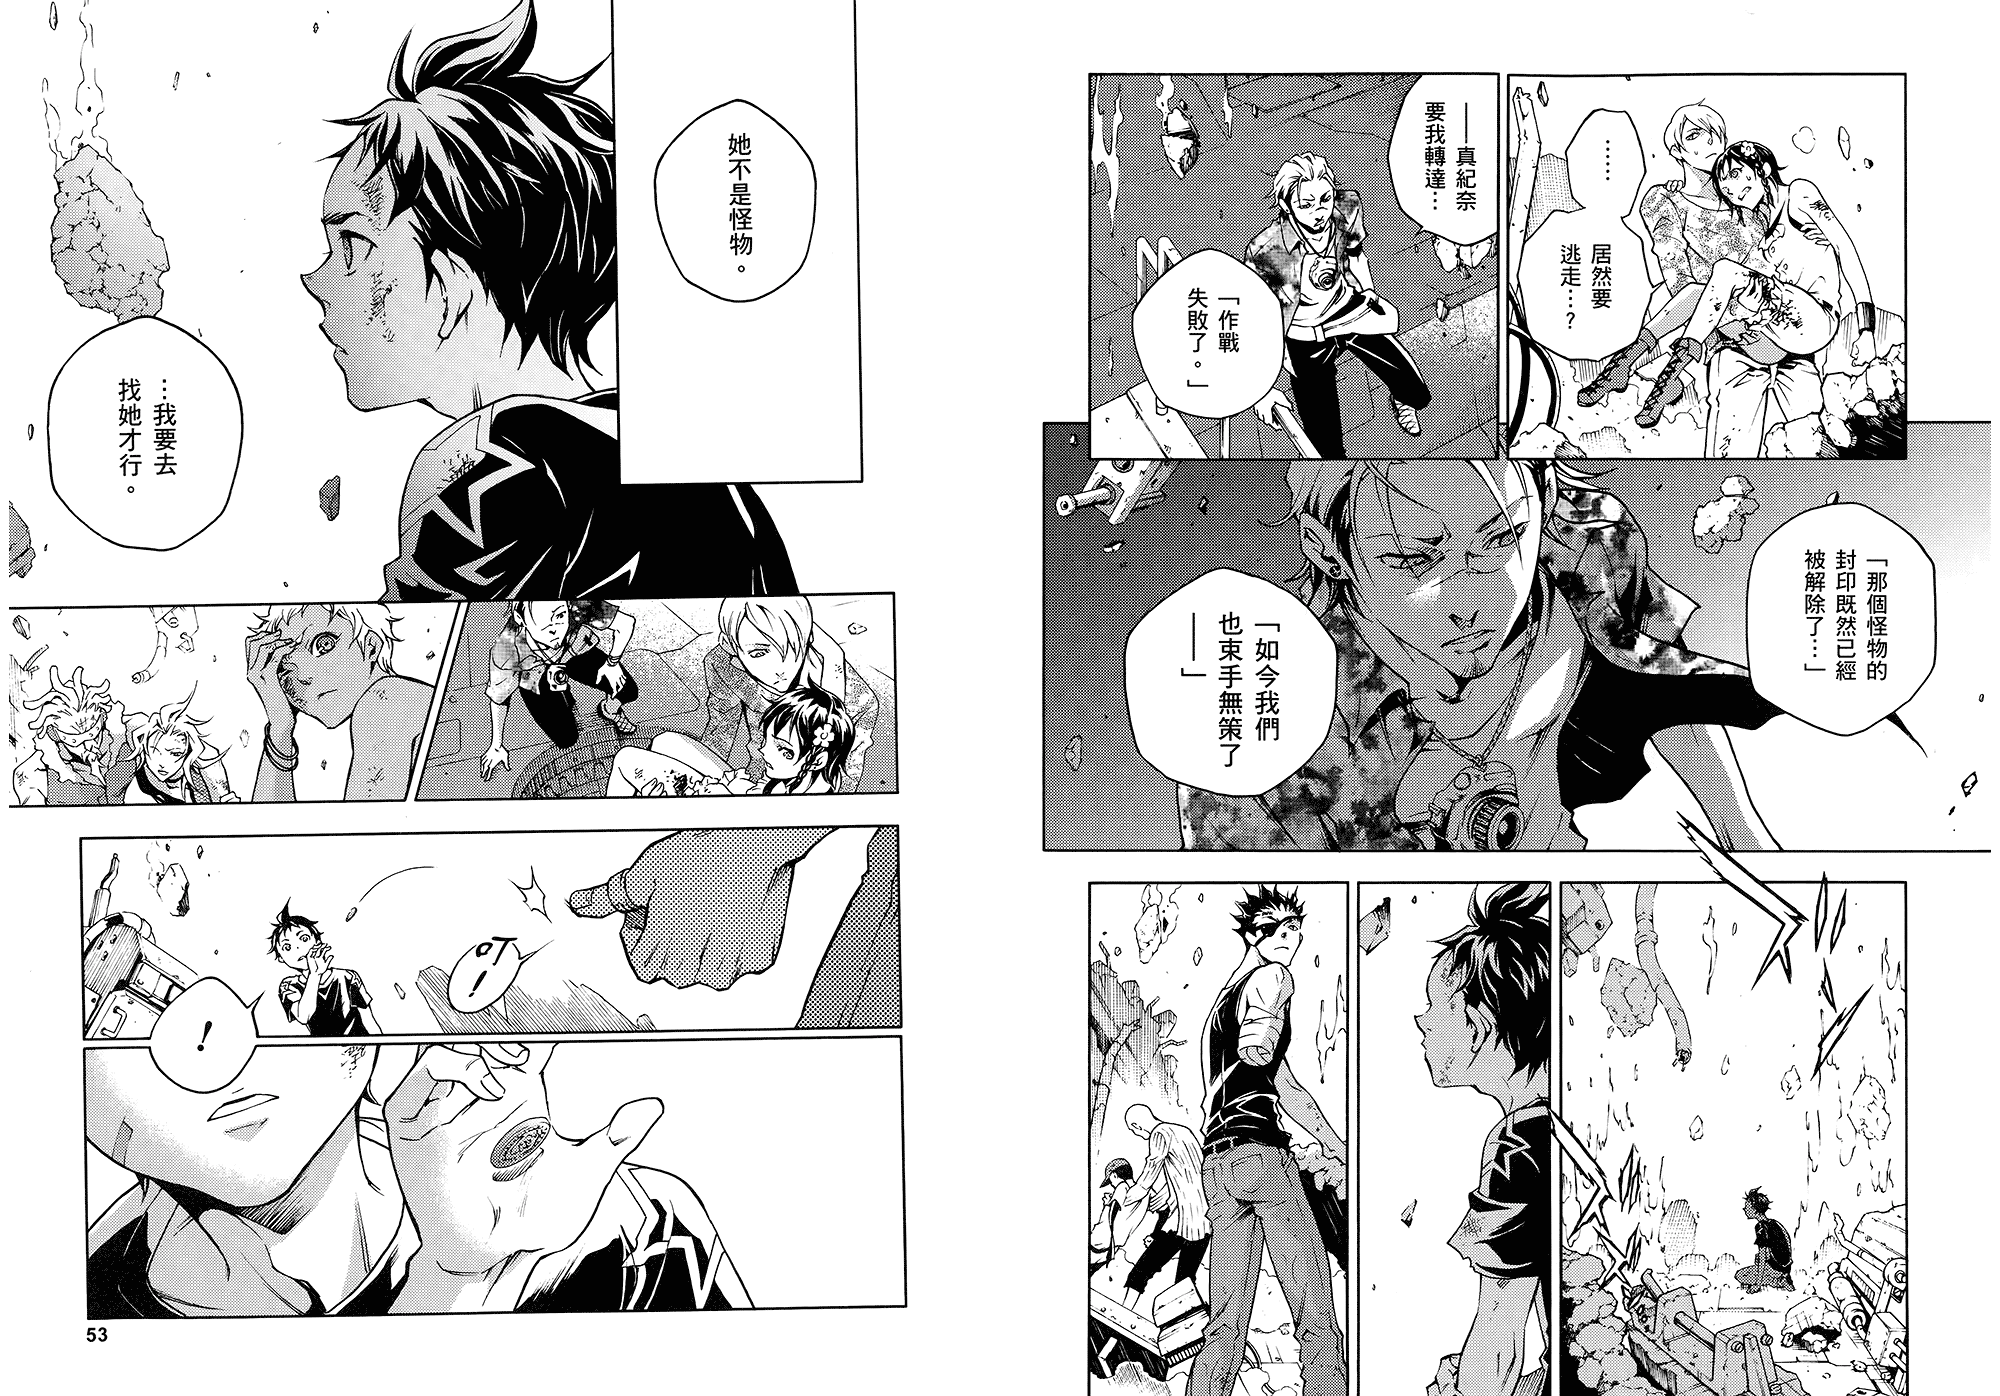 ……
居然要
逃走…?
——真紀奈
要我轉達…
「作戰
失敗了。」
「那個怪物的
封印既然已經
被解除了…」
「如今我們
也束手無策了
——」
她不是怪物。
…我要去
找她才行。
叮!
!
53